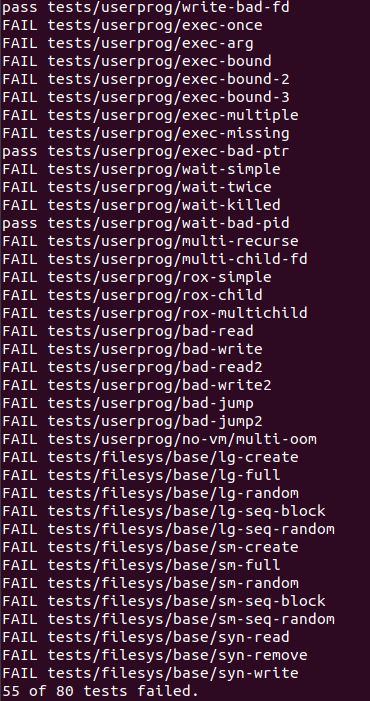 pass tests/userprog/write-bad-fd
FAIL tests/userprog/exec-once
FAIL tests/userprog/exec-arg
FAIL tests/userprog/exec-bound
FAIL tests/userprog/exec-bound-2
FAIL tests/userprog/exec-bound-3
FAIL tests/userprog/exec-multiple
FAIL tests/userprog/exec-missing
pass tests/userprog/exec-bad-ptr
FAIL tests/userprog/wait-simple
FAIL tests/userprog/wait-twice
FAIL tests/userprog/wait-killed
pass tests/userprog/wait-bad-pid
FAIL tests/userprog/multi-recurse
FAIL tests/userprog/multi-child-fd
FAIL tests/userprog/rox-simple
FAIL tests/userprog/rox-child
FAIL tests/userprog/rox-multichild
FAIL tests/userprog/bad-read
FAIL tests/userprog/bad-write
FAIL tests/userprog/bad-read2
FAIL tests/userprog/bad-write2
FAIL tests/userprog/bad-jump
FAIL tests/userprog/bad-jump2
FAIL tests/userprog/no-vm/multi-oom
FAIL tests/filesys/base/lg-create
FAIL tests/filesys/base/lg-full
FAIL tests/filesys/base/lg-random
FAIL tests/filesys/base/lg-seq-block
FAIL tests/filesys/base/lg-seq-random
FAIL tests/filesys/base/sm-create
FAIL tests/filesys/base/sm-full
FAIL tests/filesys/base/sm-random
FAIL tests/filesys/base/sm-seq-block
FAIL tests/filesys/base/sm-seq-random
FAIL tests/filesys/base/syn-read
FAIL tests/filesys/base/syn-remove
FAIL tests/filesys/base/syn-write
55 of 80 tests failed.